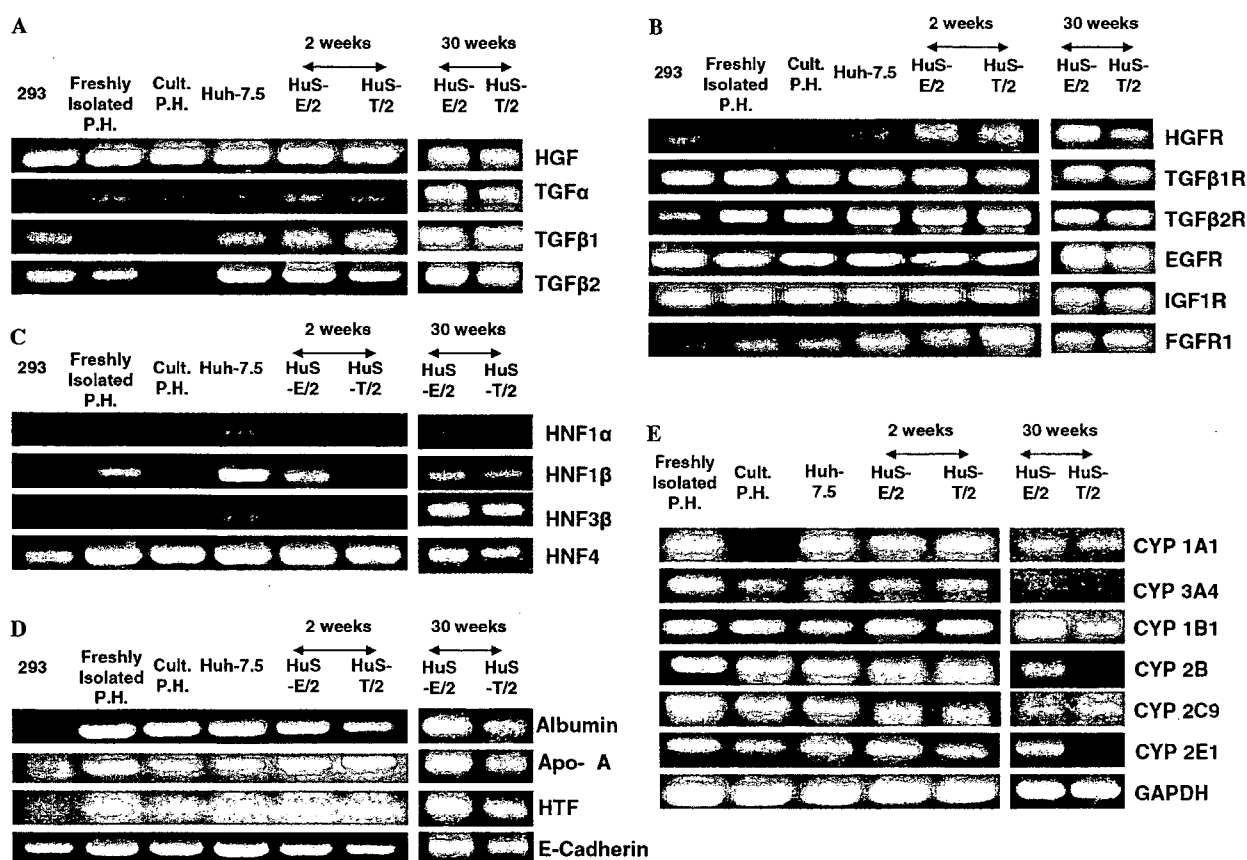 A
2 weeks
30 weeks
293
Freshly
Isolated
P.H.
Cult.
P.H.
Huh-7.5
HuS-
E/2
HuS-
T/2
HuS-
E/2
HuS-
T/2
HGF
TGFα
TGFβ1
TGFβ2
B
2 weeks
30 weeks
293
Freshly
Isolated
P.H.
Cult.
P.H.
Huh-7.5
HuS-
E/2
HuS-
T/2
HuS-
E/2
HuS-
T/2
HGFR
TGFβ1R
TGFβ2R
EGFR
IGF1R
FGFR1
C
2 weeks
30 weeks
293
Freshly
Isolated
P.H.
Cult.
P.H.
Huh-7.5
HuS
-E/2
HuS
-T/2
HuS
-E/2
HuS
-T/2
HNF1α
HNF1β
HNF3β
HNF4
D
2 weeks
30 weeks
293
Freshly
Isolated
P.H.
Cult.
P.H.
Huh-7.5
HuS
-E/2
HuS-
T/2
HuS
-E/2
HuS
-T/2
Albumin
Apo- A
HTF
E-Cadherin
E
2 weeks
30 weeks
Freshly
Isolated
P.H.
Cult.
P.H.
Huh-
7.5
HuS-
E/2
HuS-
T/2
HuS-
E/2
HuS-
T/2
CYP 1A1
CYP 3A4
CYP 1B1
CYP 2B
CYP 2C9
CYP 2E1
GAPDH